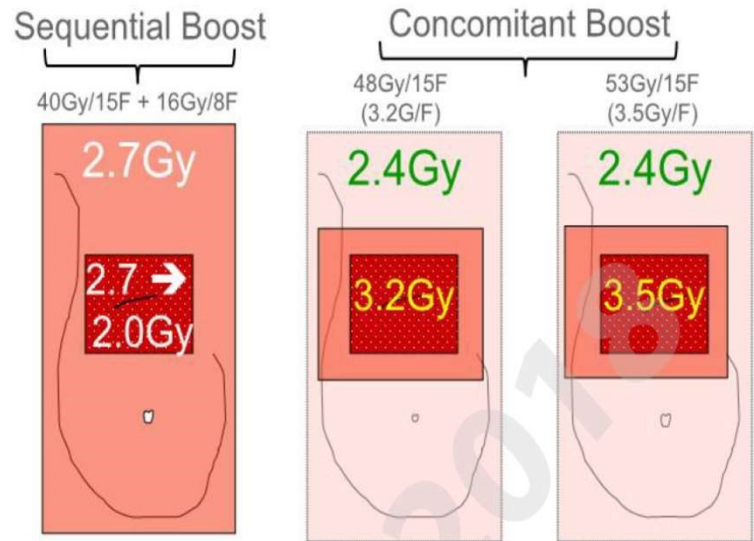 Sequential Boost
40Gy/15F + 16Gy/8F
2.7Gy
2.7 ➔
2.0Gy
Concomitant Boost
48Gy/15F
(3.2G/F)
2.4Gy
3.2Gy
53Gy/15F
(3.5Gy/F)
2.4Gy
3.5Gy
2018